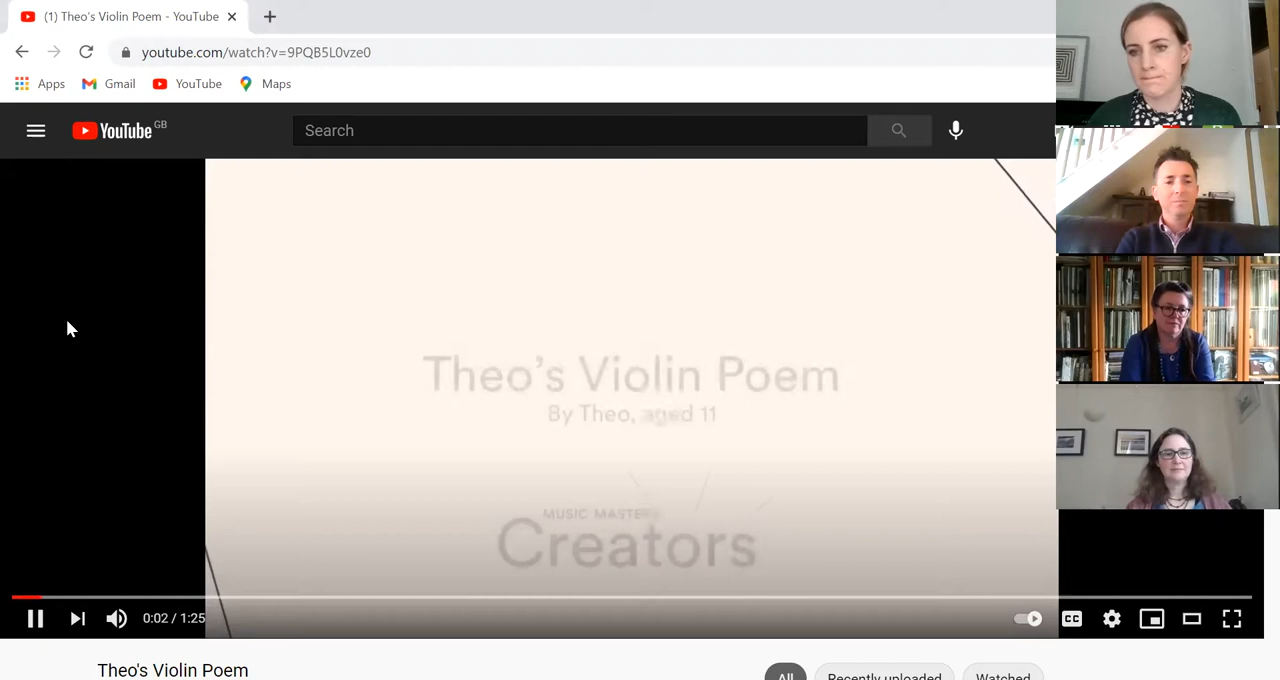 (1) Theo's Violin Poem - YouTube
youtube.com/watch?v=9PQB5L0vze0
Apps Gmail YouTube Maps
YouTube GB
Search
Theo's Violin Poem
By Theo, aged 11
MUSIC MASTERS
Creators
0:02 / 1:25
CC
Theo's Violin Poem
All Recently uploaded Watched